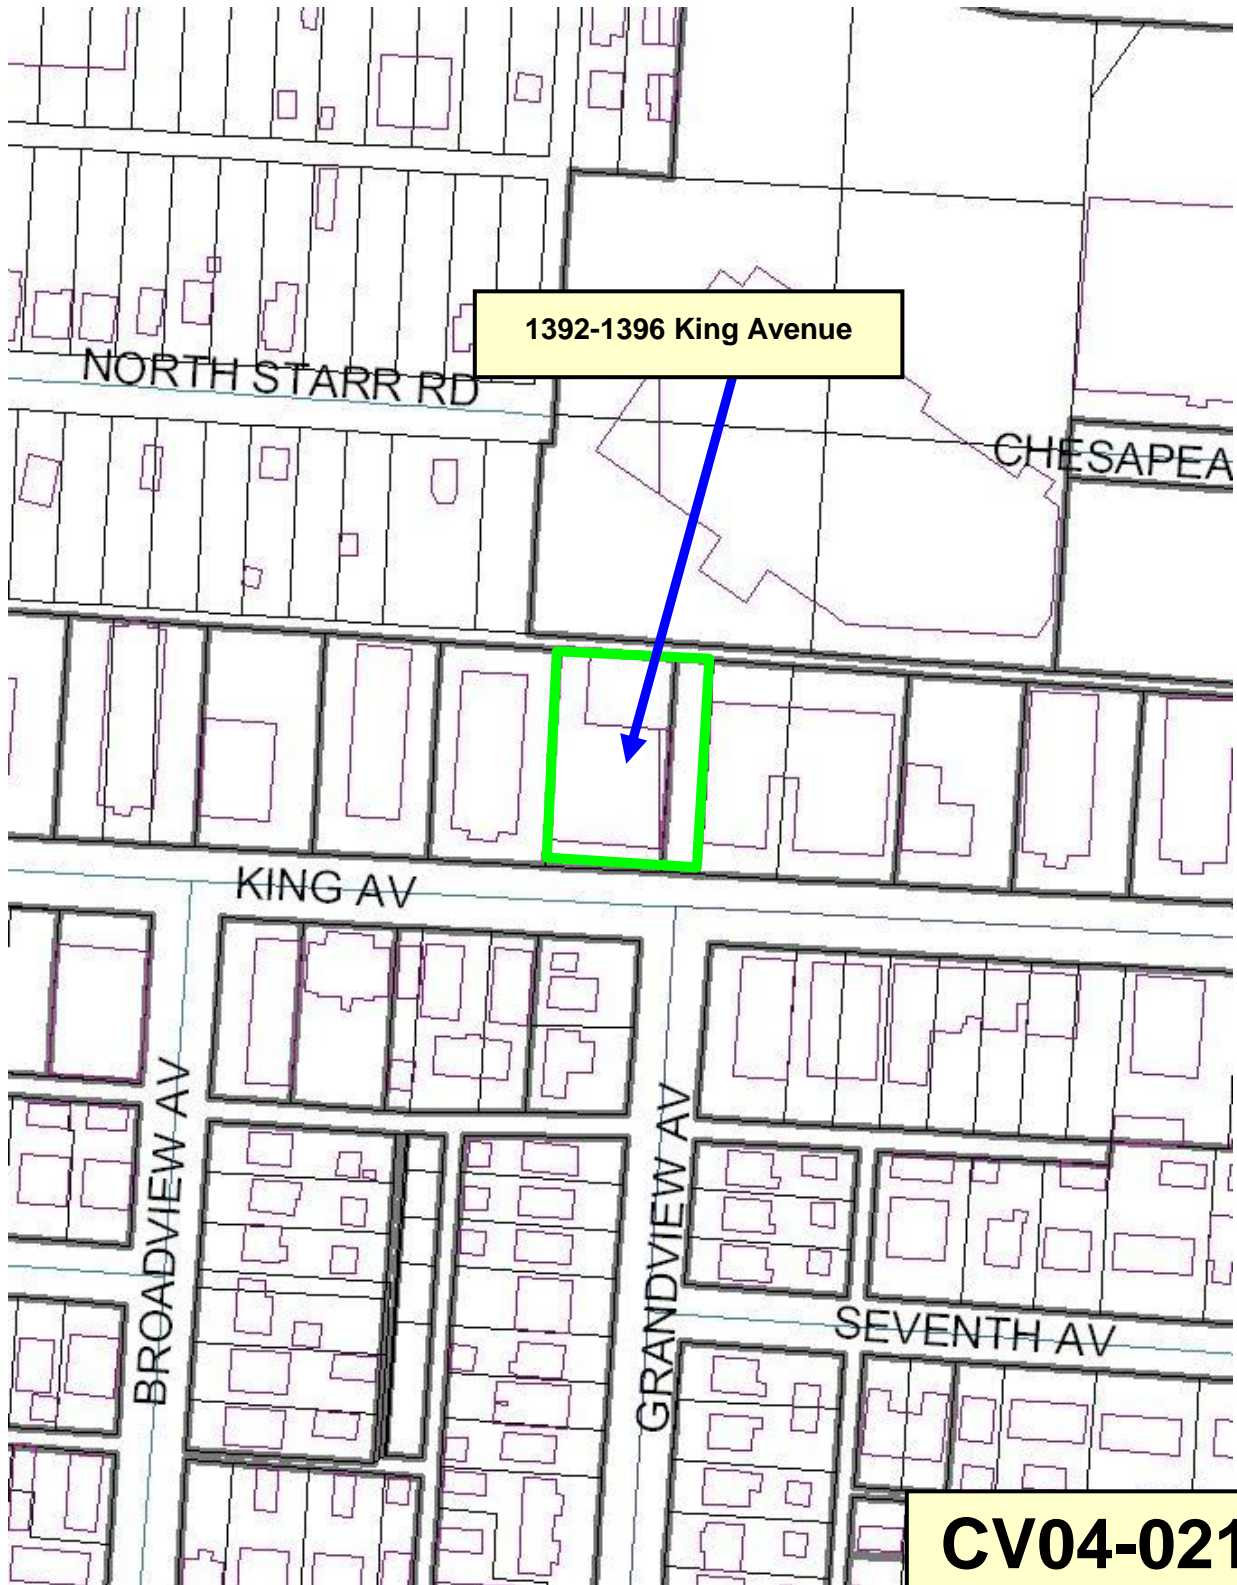 1392-1396 King Avenue
NORTH STARR RD
CHESAPEA
KING AV
BROADVIEW AV
GRANDVIEW AV
SEVENTH AV
CV04-021